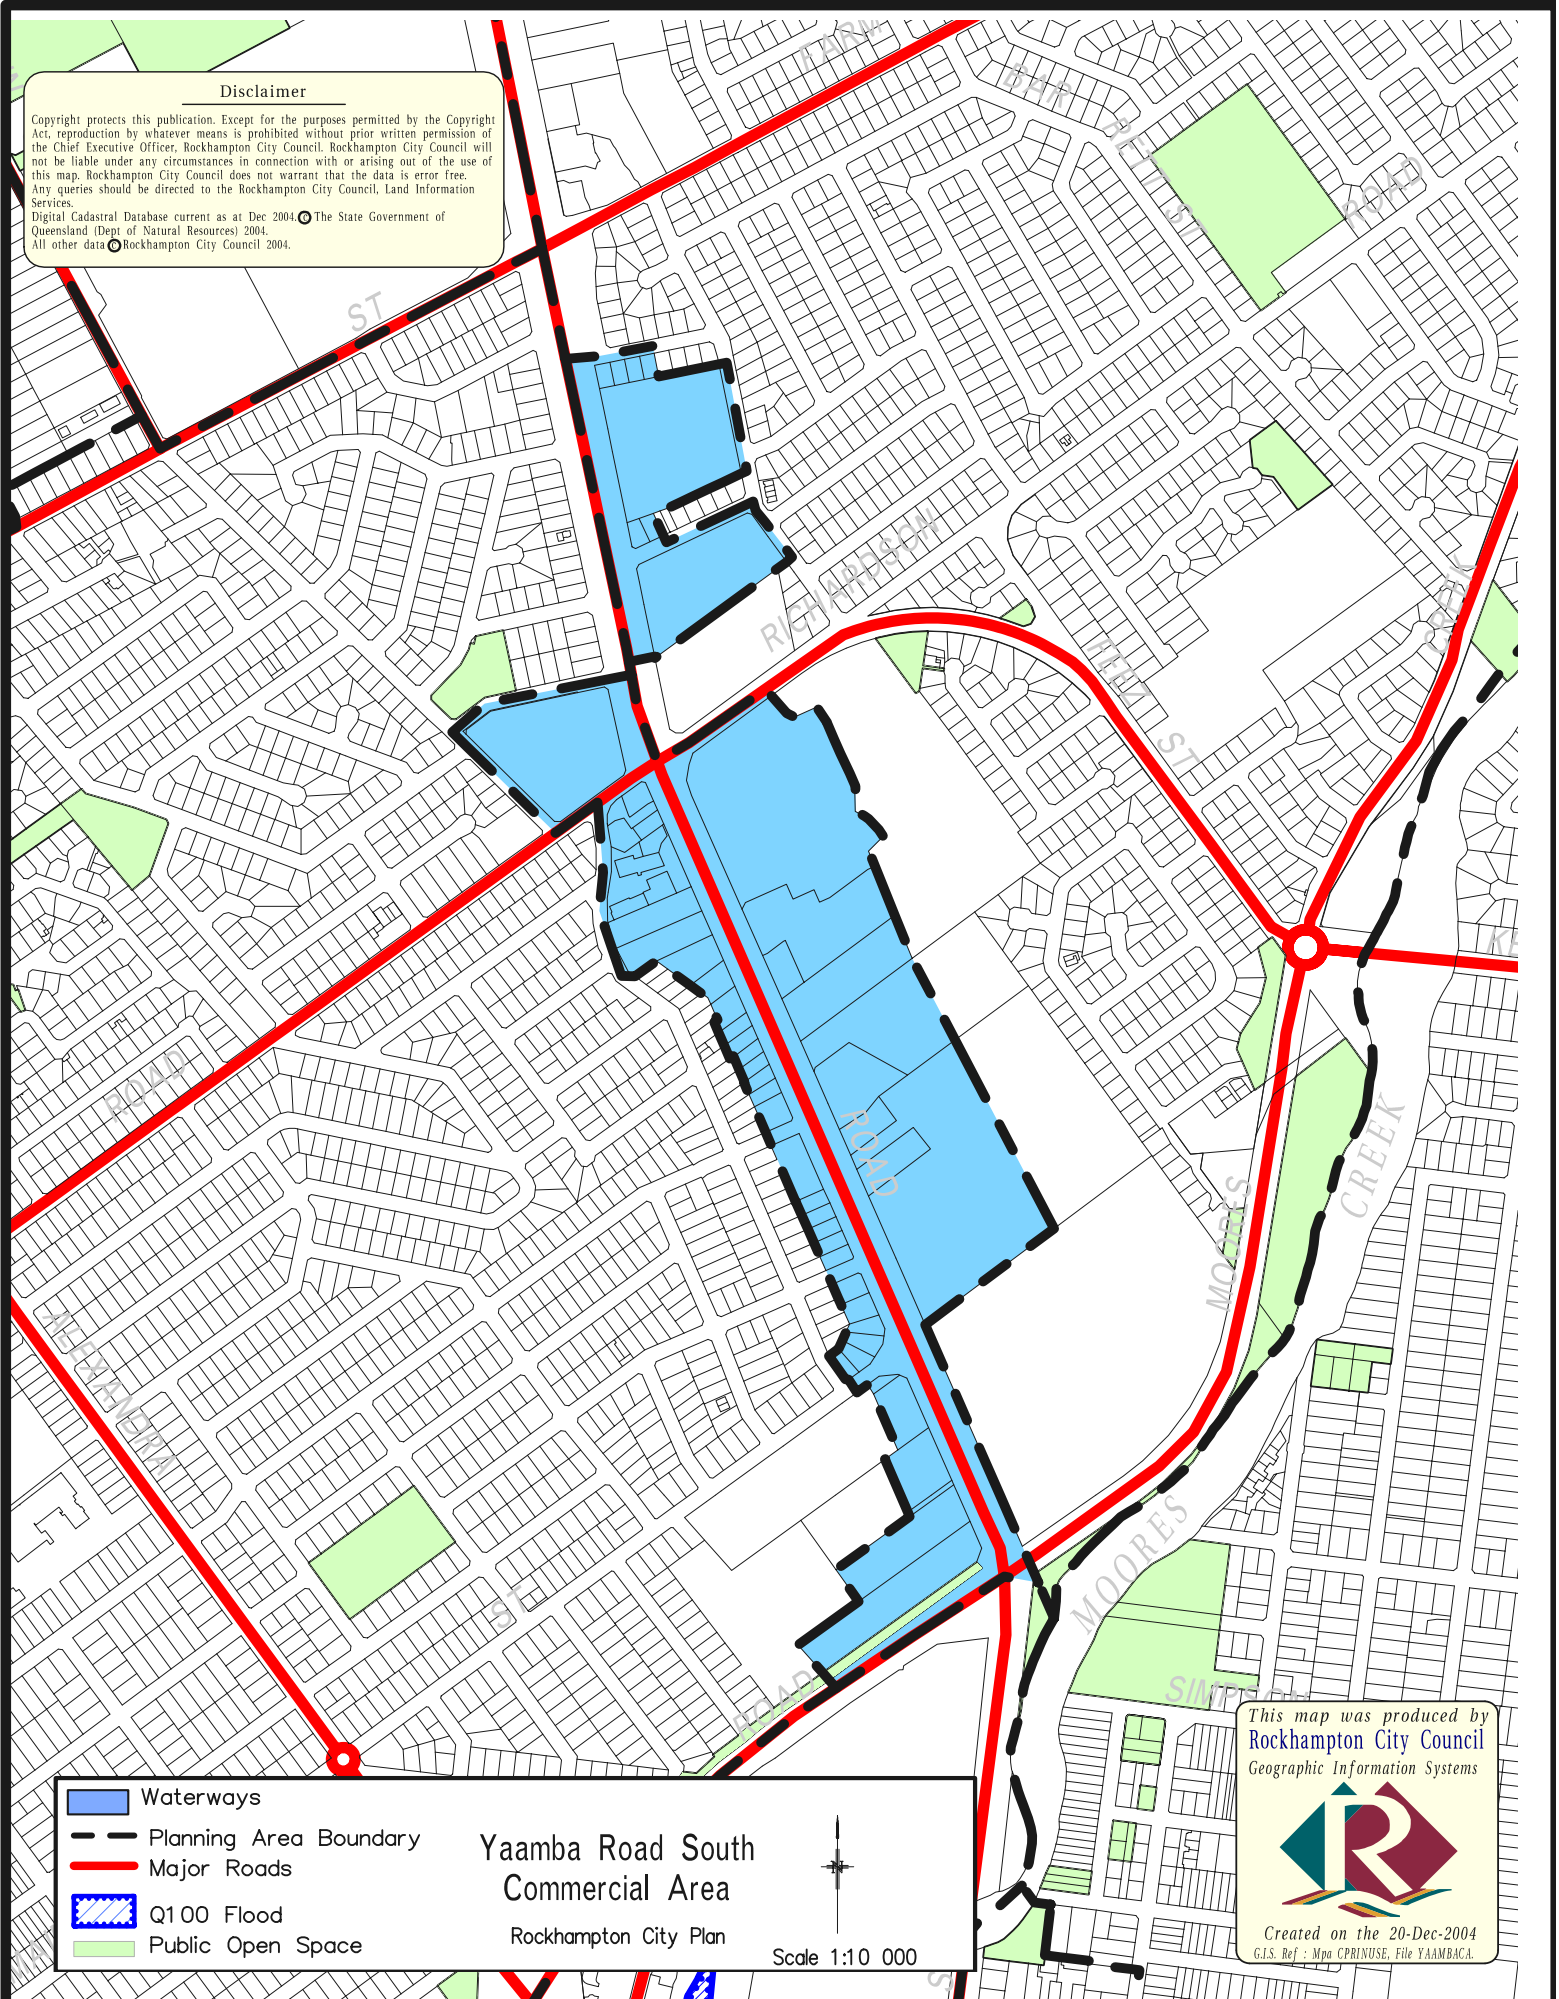 FARM
BAR
RETT ST
ROAD
Disclaimer
Copyright protects this publication. Except for the purposes permitted by the Copyright
Act, reproduction by whatever means is prohibited without prior written permission of
the Chief Executive Officer, Rockhampton City Council. Rockhampton City Council will
not be liable under any circumstances in connection with or arising out of the use of
this map. Rockhampton City Council does not warrant that the data is error free.
Any queries should be directed to the Rockhampton City Council, Land Information
Services.
Digital Cadastral Database current as at Dec 2004. © The State Government of
Queensland (Dept of Natural Resources) 2004.
All other data © Rockhampton City Council 2004.
ST
RICHARDSON
CREEK
FEEZ
ST
ROAD
ROAD
CREEK
MOORES
ALEXANDRA
MOORES
ST
ROAD
SIMPSON
Waterways
Planning Area Boundary
Major Roads
Q100 Flood
Public Open Space
Yaamba Road South
Commercial Area
Rockhampton City Plan
N
Scale 1:10 000
This map was produced by
Rockhampton City Council
Geographic Information Systems
R
Created on the 20-Dec-2004
G.I.S. Ref : Mpa CPRINUSE, File YAAMBACA.